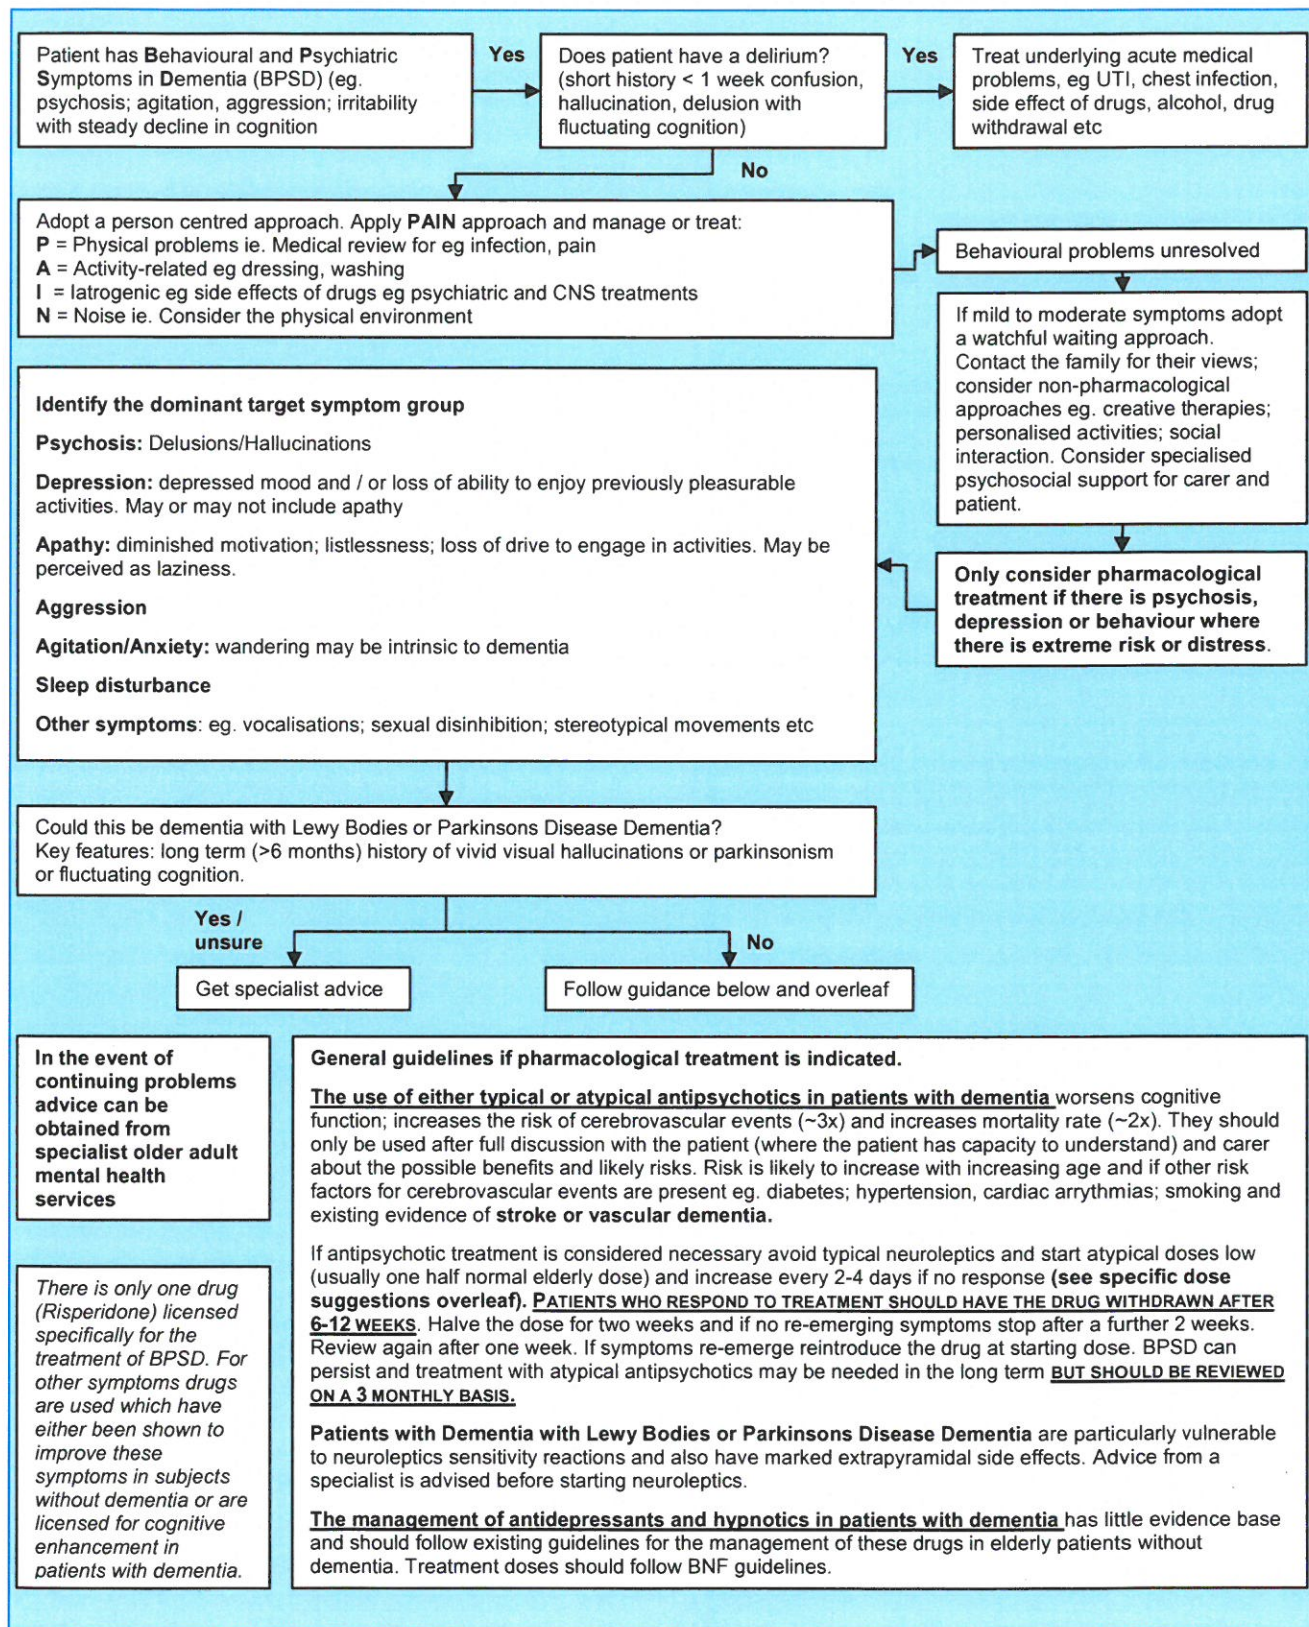 Patient has Behavioural and Psychiatric
Symptoms in Dementia (BPSD) (eg.
psychosis; agitation, aggression; irritability
with steady decline in cognition
Yes
Does patient have a delirium?
(short history < 1 week confusion,
hallucination, delusion with
fluctuating cognition)
Yes
Treat underlying acute medical
problems, eg UTI, chest infection,
side effect of drugs, alcohol, drug
withdrawal etc
No
Adopt a person centred approach. Apply PAIN approach and manage or treat:
P = Physical problems ie. Medical review for eg infection, pain
A = Activity-related eg dressing, washing
I = Iatrogenic eg side effects of drugs eg psychiatric and CNS treatments
N = Noise ie. Consider the physical environment
Behavioural problems unresolved
If mild to moderate symptoms adopt
a watchful waiting approach.
Contact the family for their views;
consider non-pharmacological
approaches eg. creative therapies;
personalised activities; social
interaction. Consider specialised
psychosocial support for carer and
patient.
Only consider pharmacological
treatment if there is psychosis,
depression or behaviour where
there is extreme risk or distress.
Identify the dominant target symptom group
Psychosis: Delusions/Hallucinations
Depression: depressed mood and / or loss of ability to enjoy previously pleasurable
activities. May or may not include apathy
Apathy: diminished motivation; listlessness; loss of drive to engage in activities. May be
perceived as laziness.
Aggression
Agitation/Anxiety: wandering may be intrinsic to dementia
Sleep disturbance
Other symptoms: eg. vocalisations; sexual disinhibition; stereotypical movements etc
Could this be dementia with Lewy Bodies or Parkinsons Disease Dementia?
Key features: long term (>6 months) history of vivid visual hallucinations or parkinsonism
or fluctuating cognition.
Yes /
unsure
No
Get specialist advice
Follow guidance below and overleaf
In the event of
continuing problems
advice can be
obtained from
specialist older adult
mental health
services
There is only one drug
(Risperidone) licensed
specifically for the
treatment of BPSD. For
other symptoms drugs
are used which have
either been shown to
improve these
symptoms in subjects
without dementia or are
licensed for cognitive
enhancement in
patients with dementia.
General guidelines if pharmacological treatment is indicated.
The use of either typical or atypical antipsychotics in patients with dementia worsens cognitive
function; increases the risk of cerebrovascular events (~3x) and increases mortality rate (~2x). They should
only be used after full discussion with the patient (where the patient has capacity to understand) and carer
about the possible benefits and likely risks. Risk is likely to increase with increasing age and if other risk
factors for cerebrovascular events are present eg. diabetes; hypertension, cardiac arrythmias; smoking and
existing evidence of stroke or vascular dementia.
If antipsychotic treatment is considered necessary avoid typical neuroleptics and start atypical doses low
(usually one half normal elderly dose) and increase every 2-4 days if no response (see specific dose
suggestions overleaf). PATIENTS WHO RESPOND TO TREATMENT SHOULD HAVE THE DRUG WITHDRAWN AFTER
6-12 WEEKS. Halve the dose for two weeks and if no re-emerging symptoms stop after a further 2 weeks.
Review again after one week. If symptoms re-emerge reintroduce the drug at starting dose. BPSD can
persist and treatment with atypical antipsychotics may be needed in the long term BUT SHOULD BE REVIEWED
ON A 3 MONTHLY BASIS.
Patients with Dementia with Lewy Bodies or Parkinsons Disease Dementia are particularly vulnerable
to neuroleptics sensitivity reactions and also have marked extrapyramidal side effects. Advice from a
specialist is advised before starting neuroleptics.
The management of antidepressants and hypnotics in patients with dementia has little evidence base
and should follow existing guidelines for the management of these drugs in elderly patients without
dementia. Treatment doses should follow BNF guidelines.